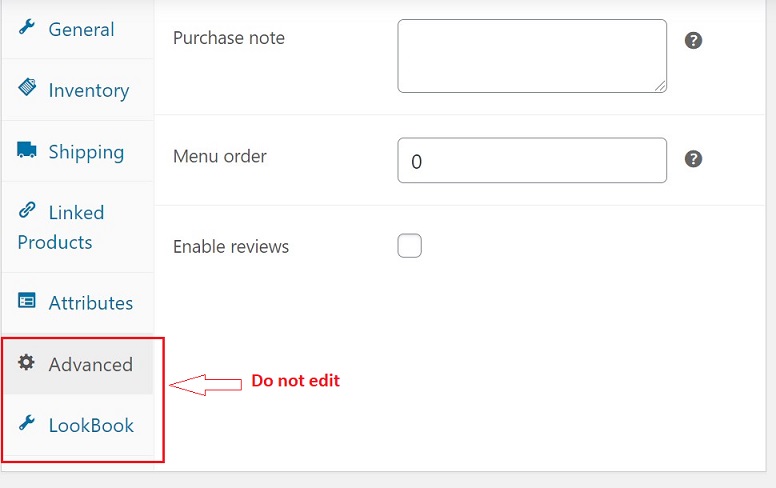 General
Inventory
Shipping
Linked
Products
Attributes
Advanced
LookBook
Purchase note
?
Menu order
0
?
Enable reviews
Do not edit